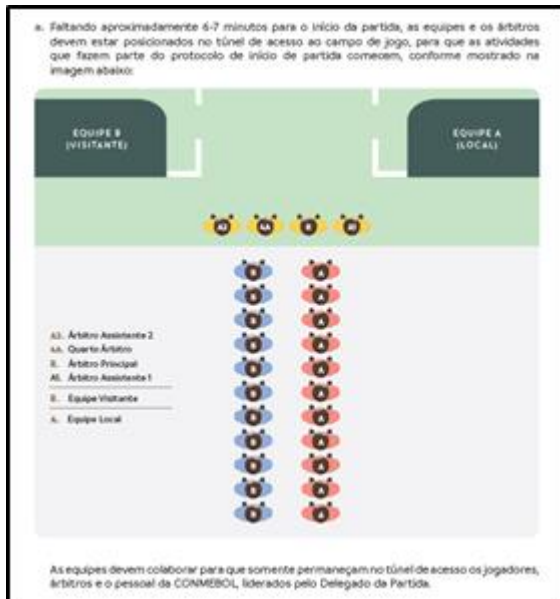 a. Faltando aproximadamente 6-7 minutos para o início da partida, as equipes e os árbitros
devem estar posicionados no túnel de acesso ao campo de jogo, para que as atividades
que fazem parte do protocolo de início de partida comecem, conforme mostrado na
imagem abaixo:
EQUIPE B
(VISITANTE)
EQUIPE A
(LOCAL)
A2 4A R A1
B A
B A
B A
B A
B A
B A
B A
B A
B A
B A
B A
A2. Árbitro Assistente 2
4A. Quarto Árbitro
R. Árbitro Principal
A1. Árbitro Assistente 1
B. Equipe Visitante
A. Equipe Local
As equipes devem colaborar para que somente permaneçam no túnel de acesso os jogadores,
árbitros e o pessoal da CONMEBOL, liderados pelo Delegado da Partida.